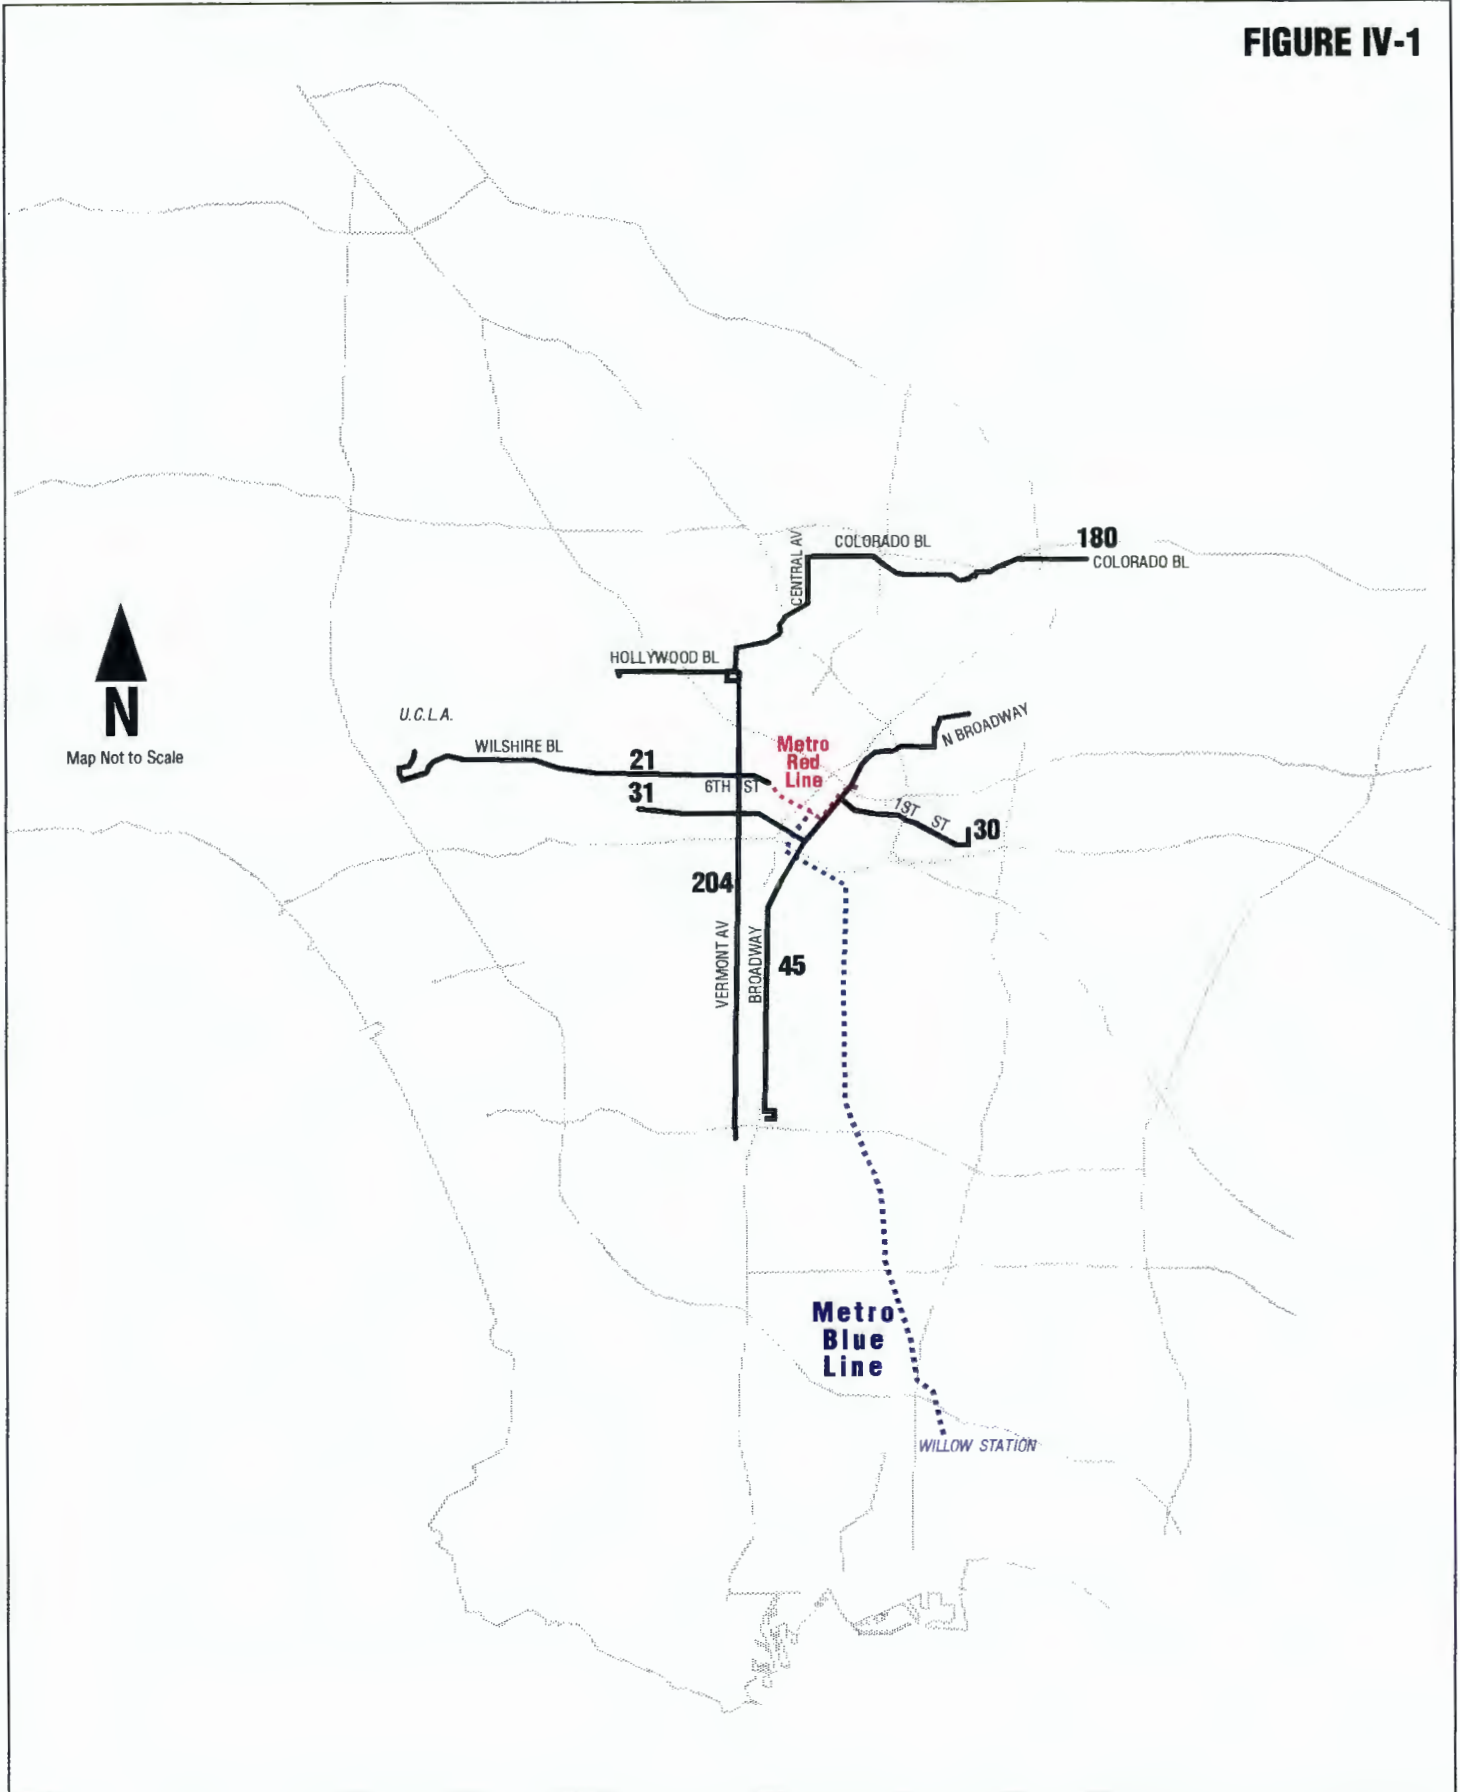 FIGURE IV-1
180
COLORADO BL
COLORADO BL
CENTRAL AV
HOLLYWOOD BL
N
Map Not to Scale
U.C.L.A.
WILSHIRE BL
21
6TH ST
31
Metro
Red
Line
N BROADWAY
1ST ST
30
204
VERMONT AV
BROADWAY
45
Metro
Blue
Line
WILLOW STATION